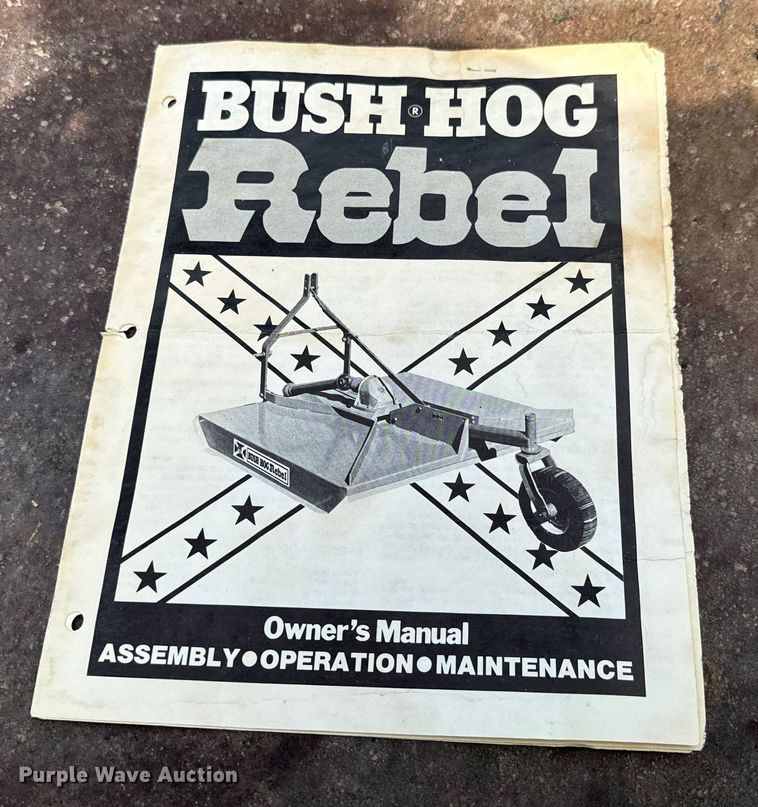 BUSH® HOG
Rebel
BUSH HOG Rebel
Owner's Manual
ASSEMBLY●OPERATION●MAINTENANCE
Purple Wave Auction